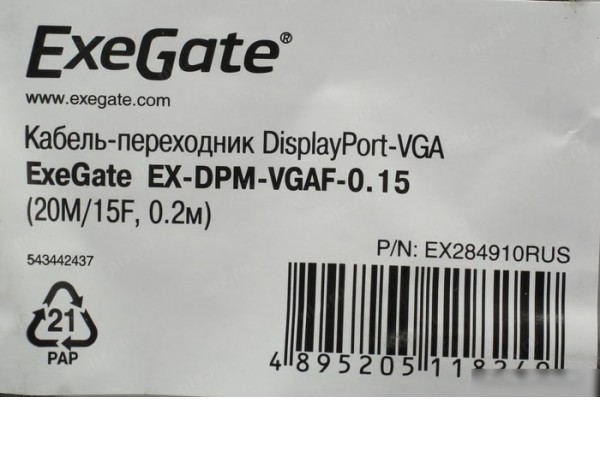 ExeGate®
www.exegate.com
Кабель-переходник DisplayPort-VGA
ExeGate EX-DPM-VGAF-0.15
(20M/15F, 0.2м)
P/N: EX284910RUS
543442437
21
PAP